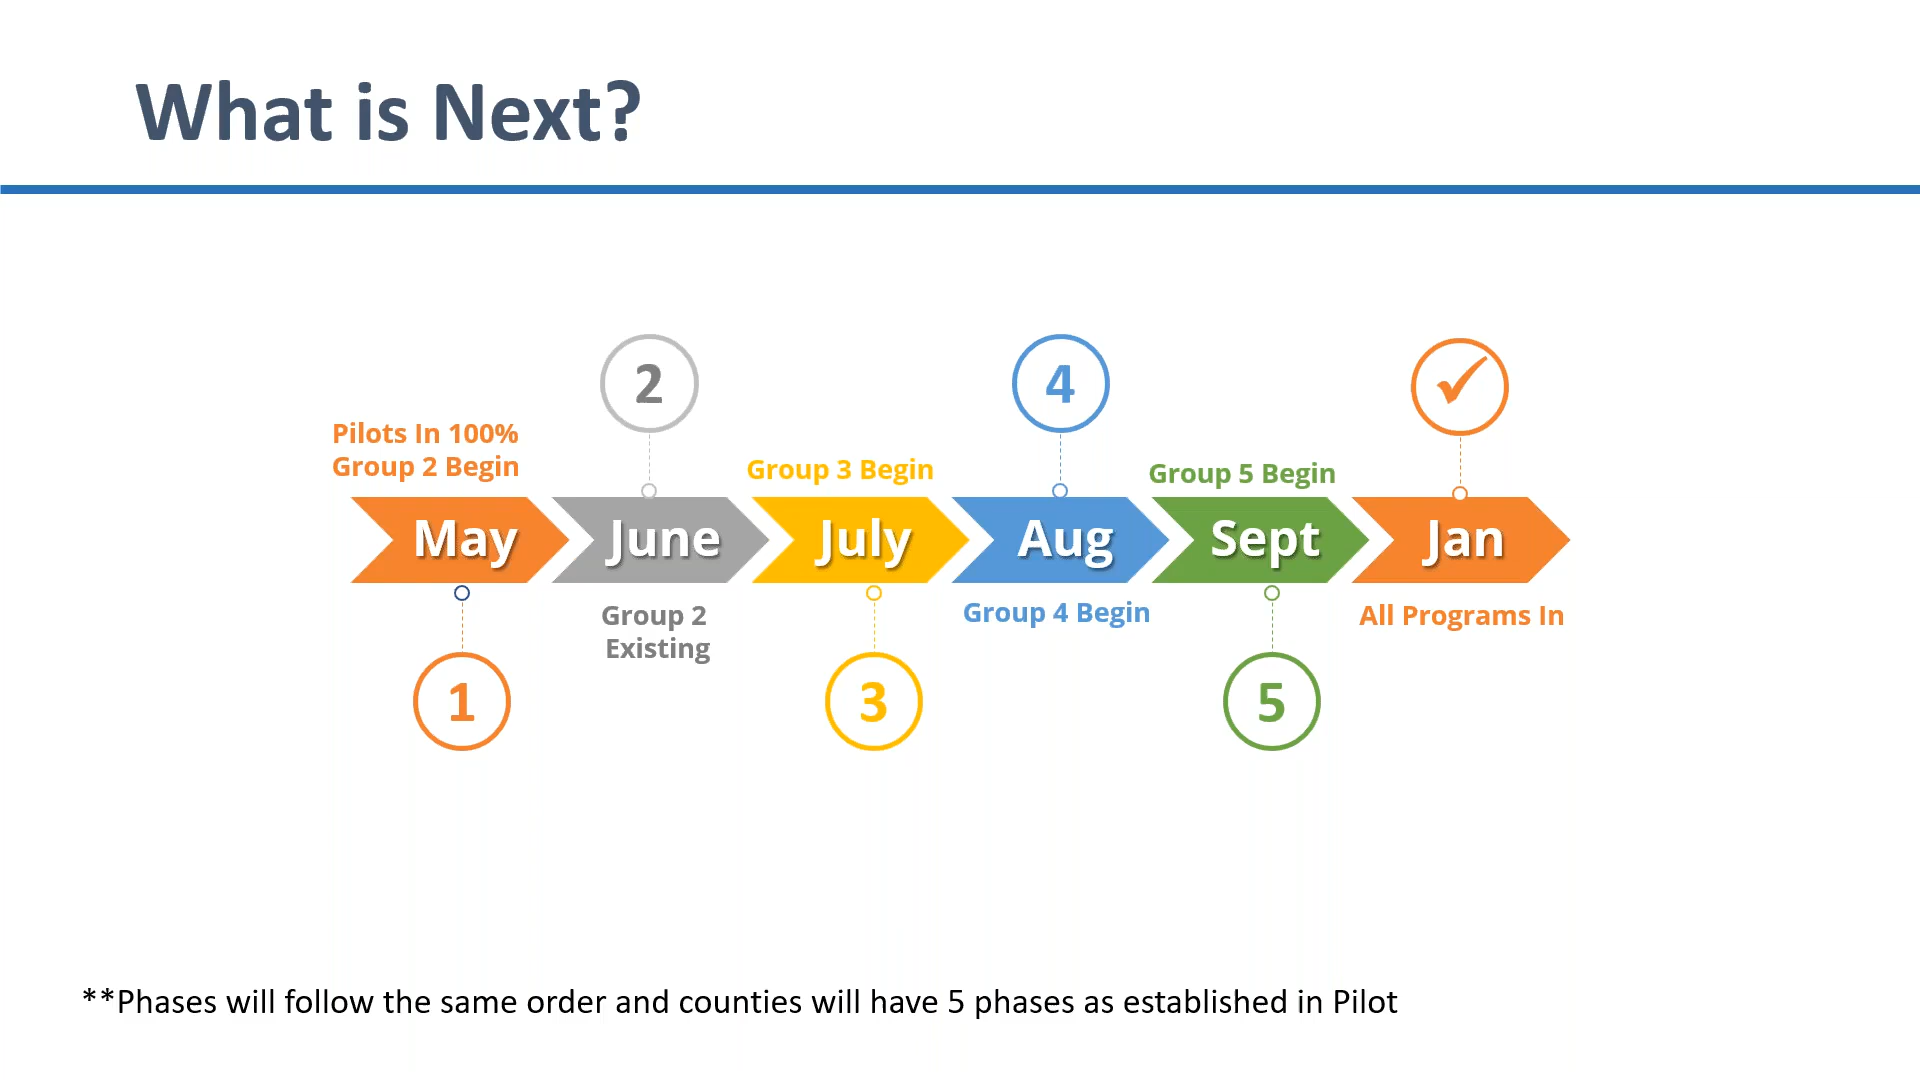 What is Next?
2
4
Pilots In 100%
Group 2 Begin
Group 3 Begin
Group 5 Begin
May
June
July
Aug
Sept
Jan
Group 2
Existing
Group 4 Begin
All Programs In
1
3
5
**Phases will follow the same order and counties will have 5 phases as established in Pilot